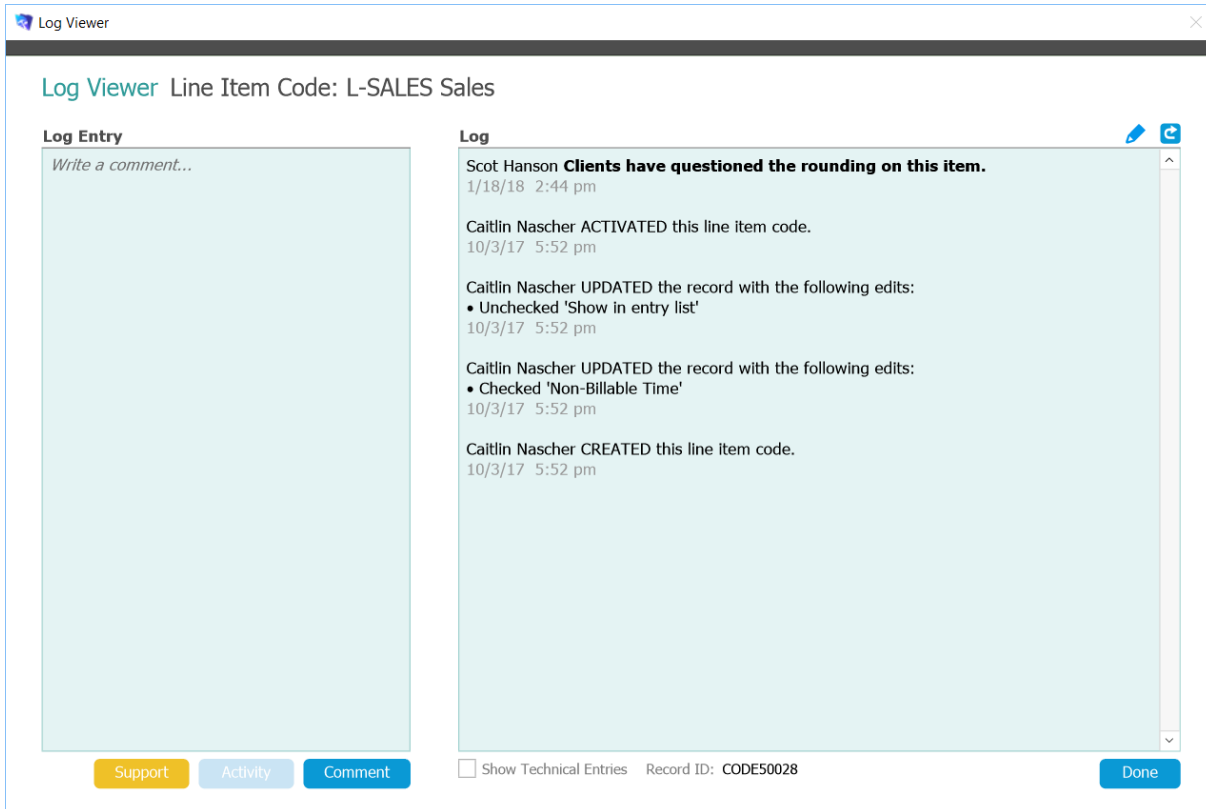 Log Viewer
Log Viewer Line Item Code: L-SALES Sales
Log Entry
Write a comment...
Support Activity Comment
Log
Scot Hanson Clients have questioned the rounding on this item.
1/18/18 2:44 pm
Caitlin Nascher ACTIVATED this line item code.
10/3/17 5:52 pm
Caitlin Nascher UPDATED the record with the following edits:
• Unchecked 'Show in entry list'
10/3/17 5:52 pm
Caitlin Nascher UPDATED the record with the following edits:
• Checked 'Non-Billable Time'
10/3/17 5:52 pm
Caitlin Nascher CREATED this line item code.
10/3/17 5:52 pm
Show Technical Entries Record ID: CODE50028
Done